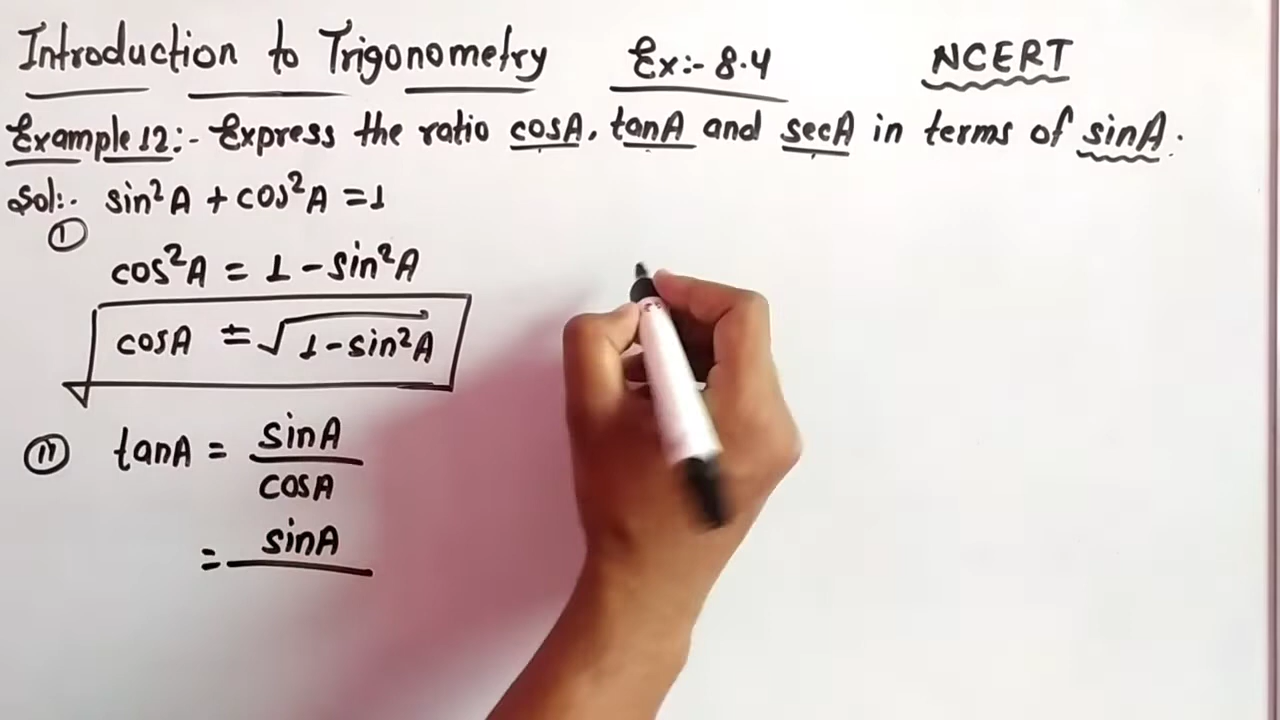 Introduction to Trigonometry Ex:- 8.4 NCERT
Example 12:- Express the ratio cosA, tanA and secA in terms of sinA.
Sol:- sin²A + cos²A = 1
① cos²A = 1 - sin²A
cosA = √1-sin²A
⑪ tanA = sinA
cosA
= sinA